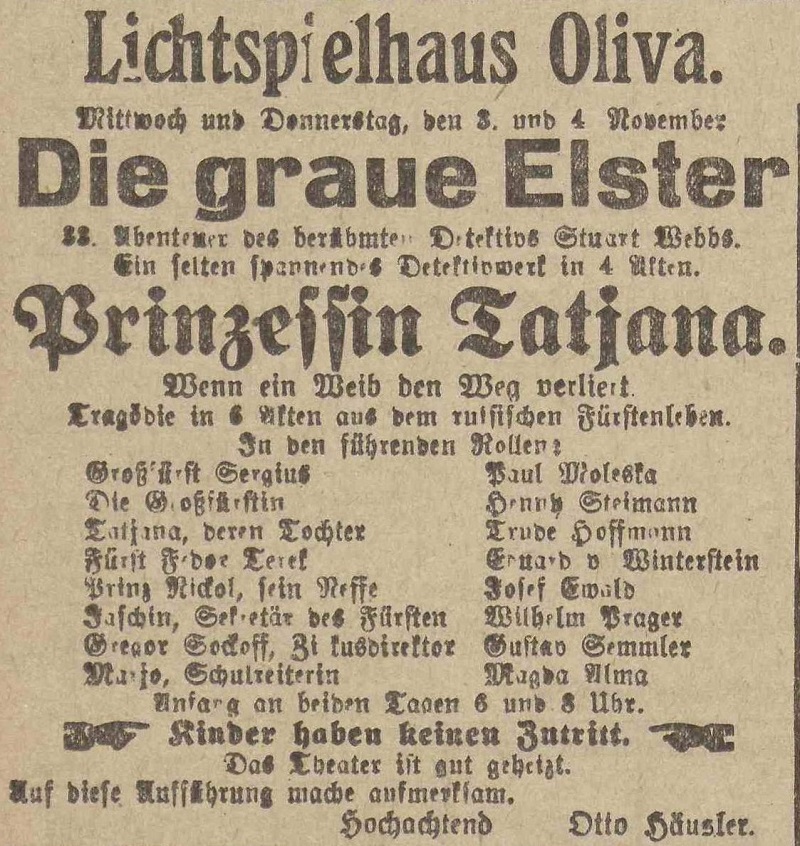 Lichtspielhaus Oliva.
Mittwoch und Donnerstag, den 3. und 4 November
Die graue Elster
33. Abenteuer des berühmten Detektivs Stuart Webbs.
Ein selten spannendes Detektivwerk in 4 Akten.
Prinzessin Tatjana.
Wenn ein Weib den Weg verliert.
Tragödie in 6 Akten aus dem russischen Fürstenleben.
In den führenden Rollen:
Großfürst Sergius Paul Moleska
Die Großfürstin Henny Steimann
Tatjana, deren Tochter Trude Hoffmann
Fürst Fedor Terek Eduard v Winterstein
Prinz Nickol, sein Neffe Josef Ewald
Jaschin, Sekretär des Fürsten Wilhelm Prager
Gregor Sockoff, Zirkusdirektor Gustav Semmler
Marjo, Schulreiterin Magda Alma
Anfang an beiden Tagen 6 und 8 Uhr.
Kinder haben keinen Zutritt.
Das Theater ist gut geheizt.
Auf diese Aufführung mache aufmerksam.
Hochachtend Otto Häusler.